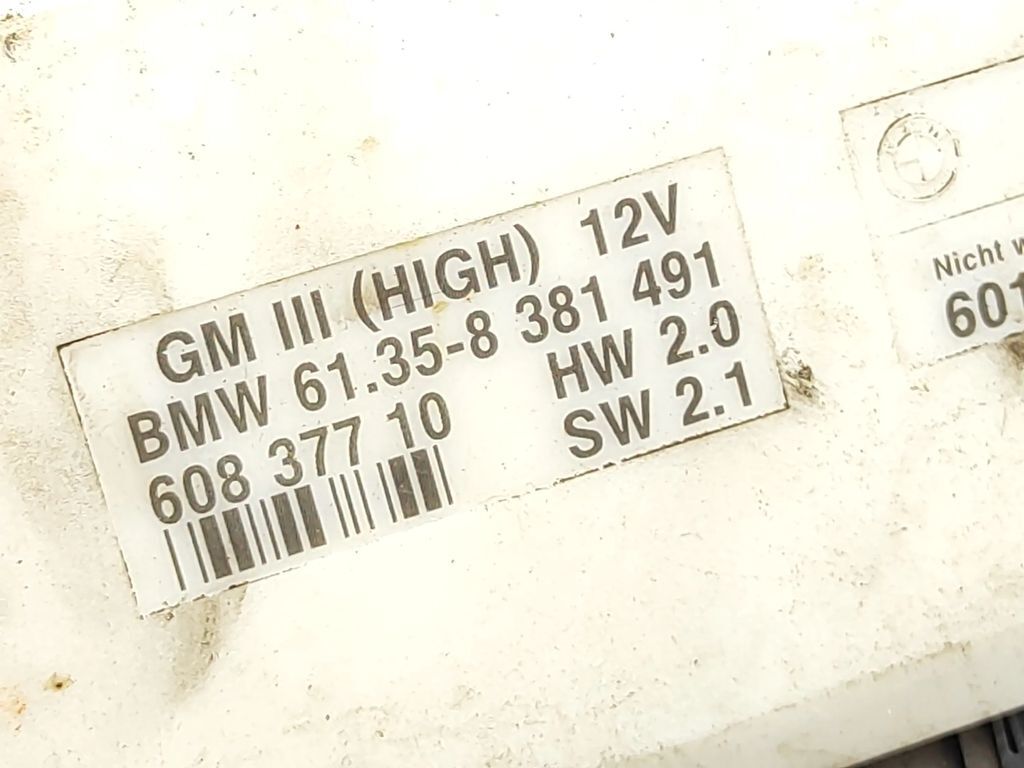 GM III (HIGH) 12V
BMW 61.35-8 381 491
608 377 10 HW 2.0
SW 2.1
Nicht
601